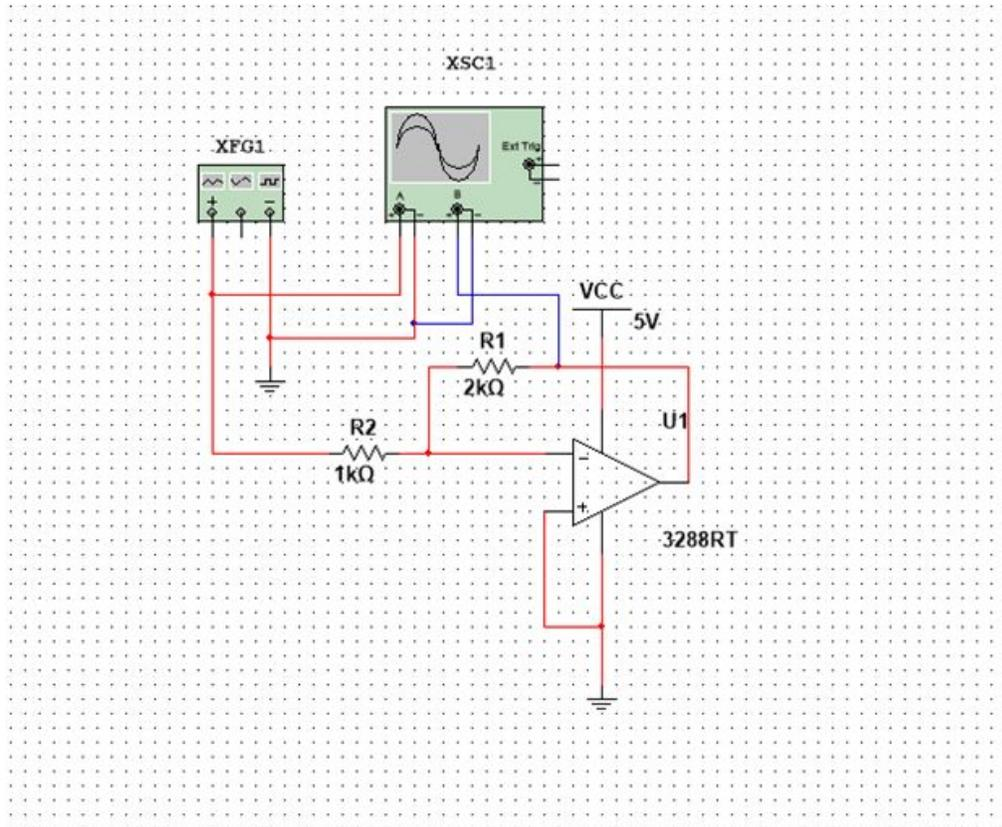 XSC1
XFG1
Ext Trig
+
-
A
B
+ -
+ -
+ -
VCC
5V
R1
2kΩ
U1
R2
1kΩ
-
+
3288RT